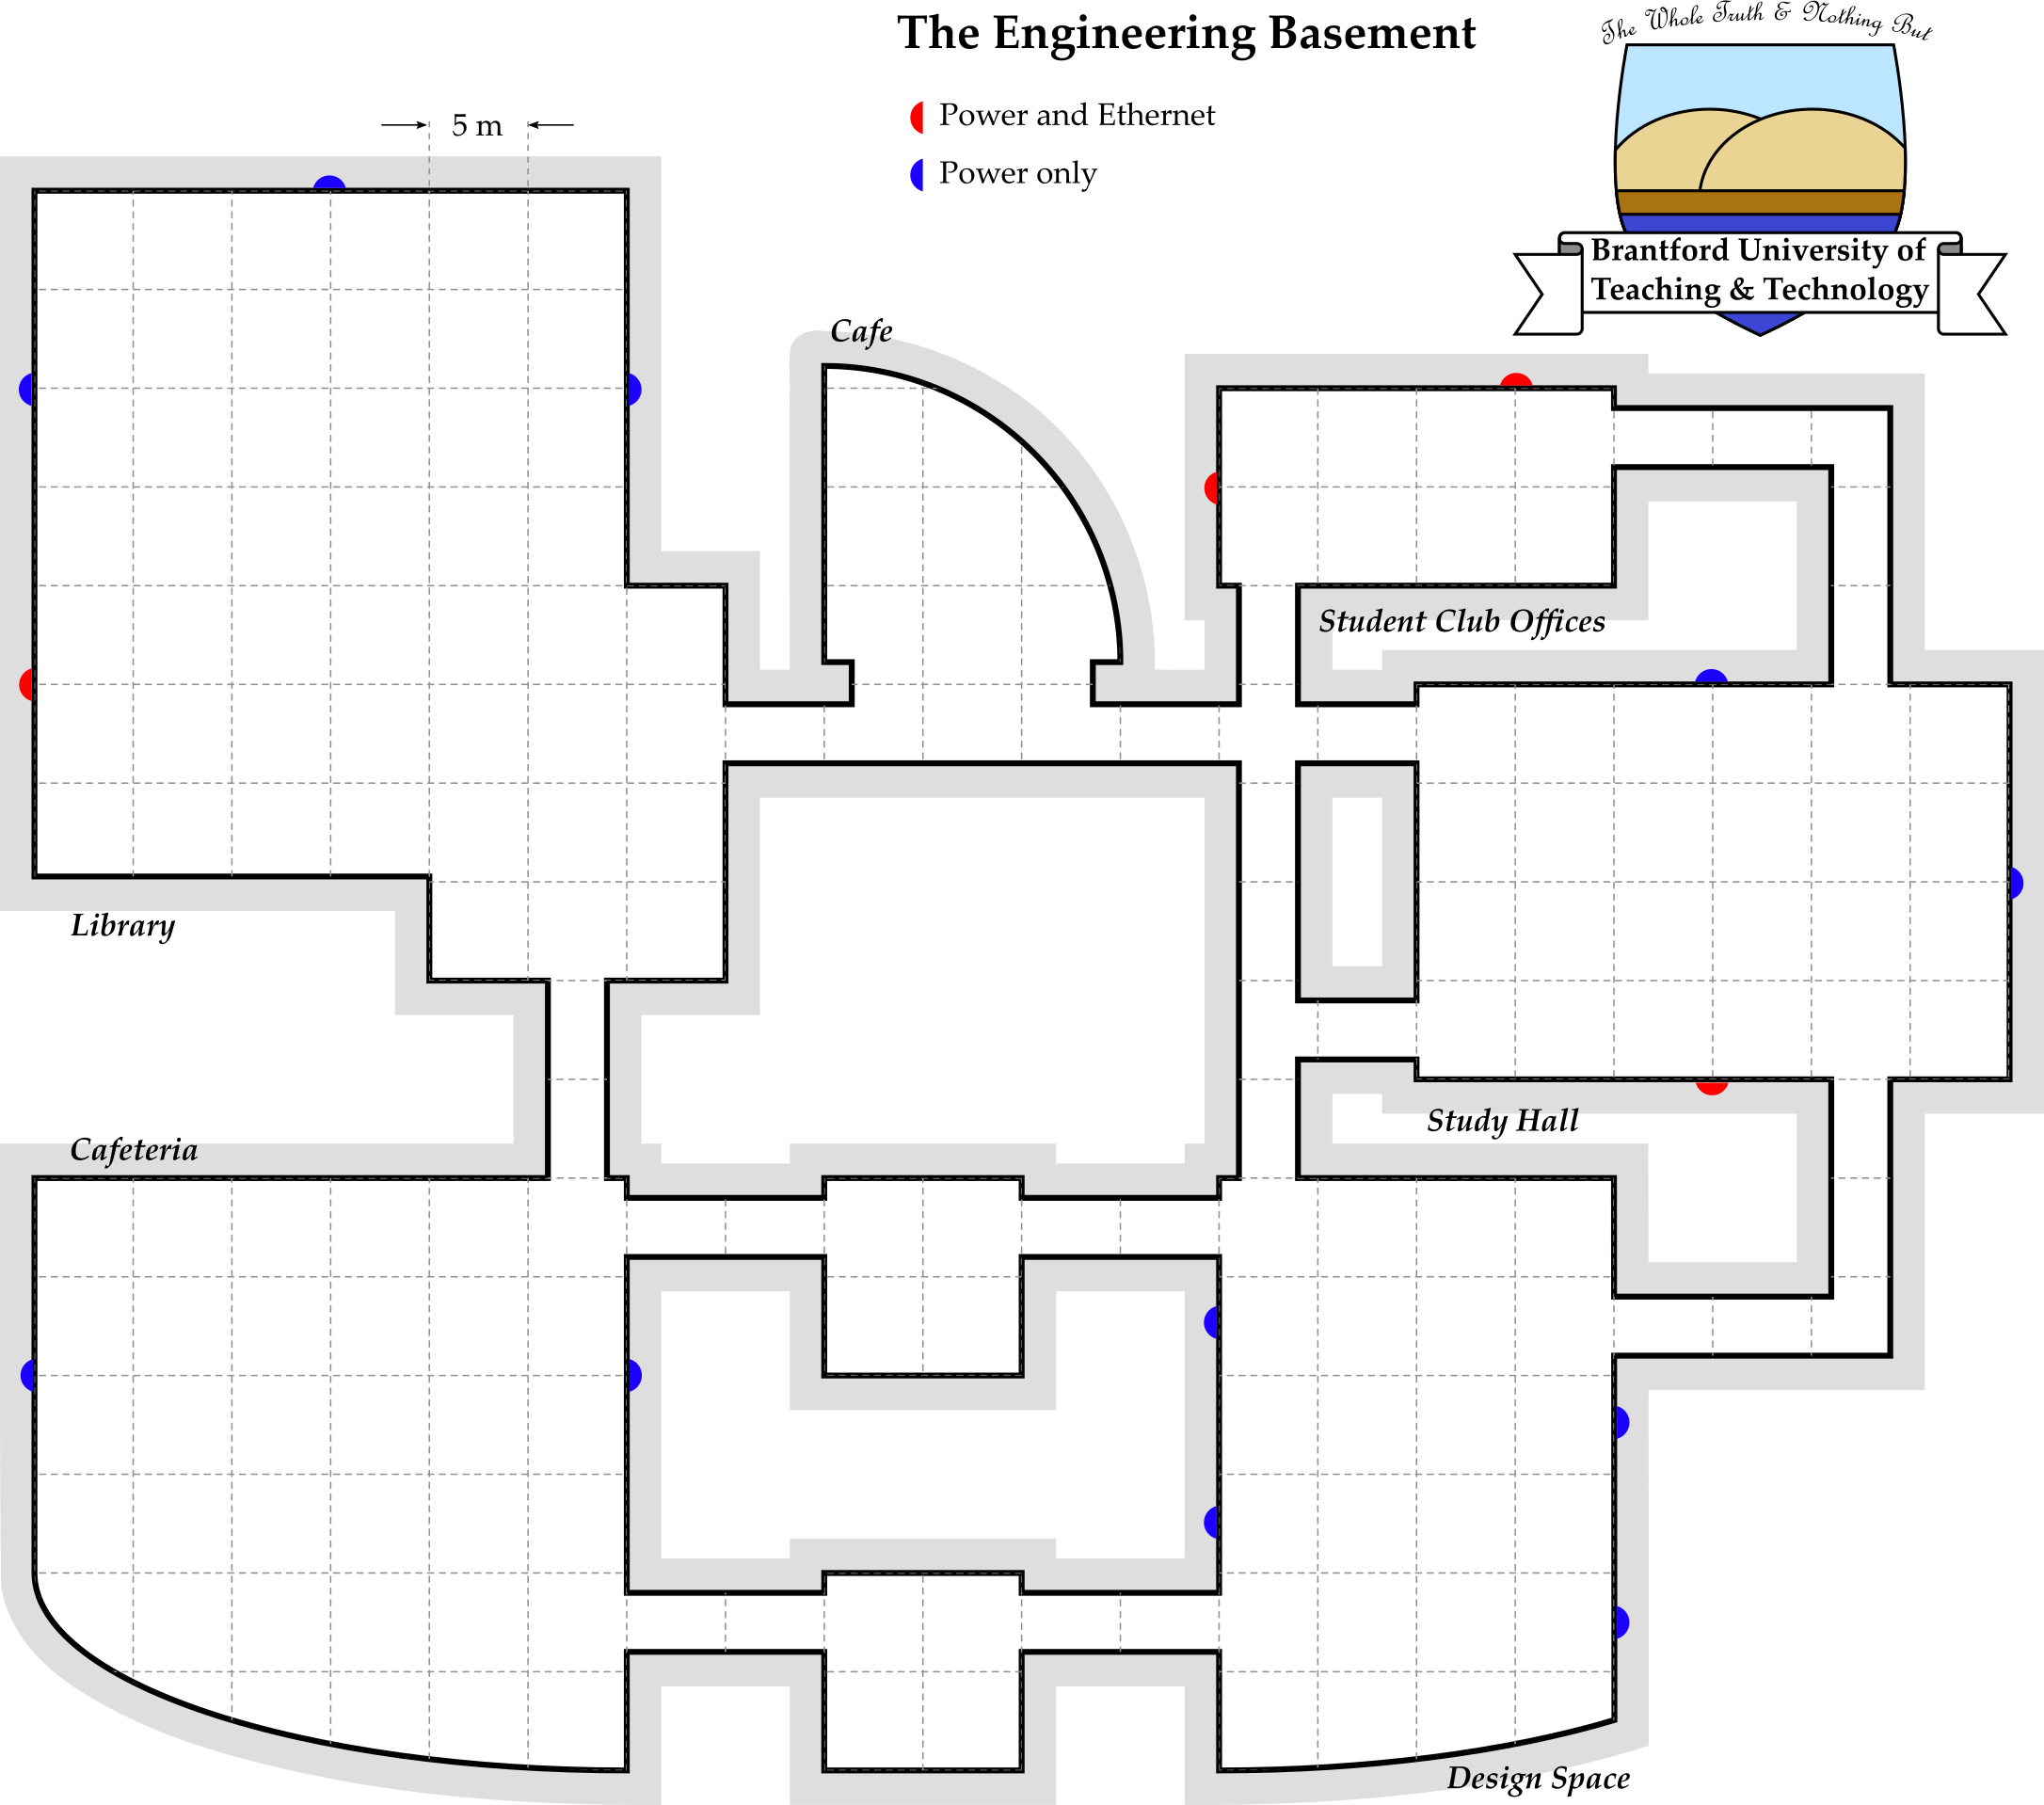 The Engineering Basement
The Whole Truth & Nothing But
Power and Ethernet
5 m
Power only
Brantford University of
Teaching & Technology
Cafe
Student Club Offices
Library
Study Hall
Cafeteria
Design Space